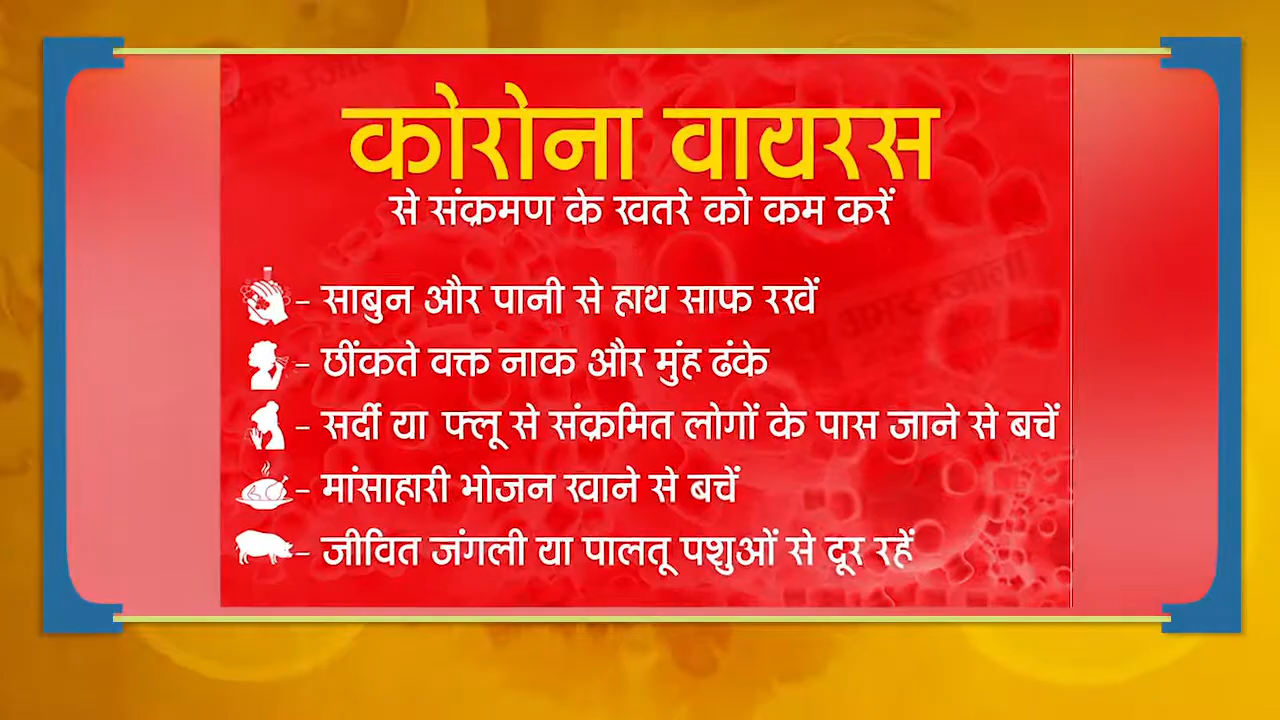 कोरोना वायरस
से संक्रमण के खतरे को कम करें
- साबुन और पानी से हाथ साफ रखें
- छींकते वक्त नाक और मुंह ढंके
- सर्दी या फ्लू से संक्रमित लोगों के पास जाने से बचें
- मांसाहारी भोजन खाने से बचें
- जीवित जंगली या पालतू पशुओं से दूर रहें